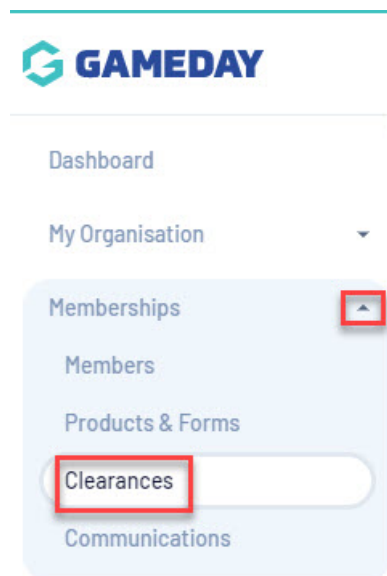 GAMEDAY
Dashboard
My Organisation
Memberships
Members
Products & Forms
Clearances
Communications